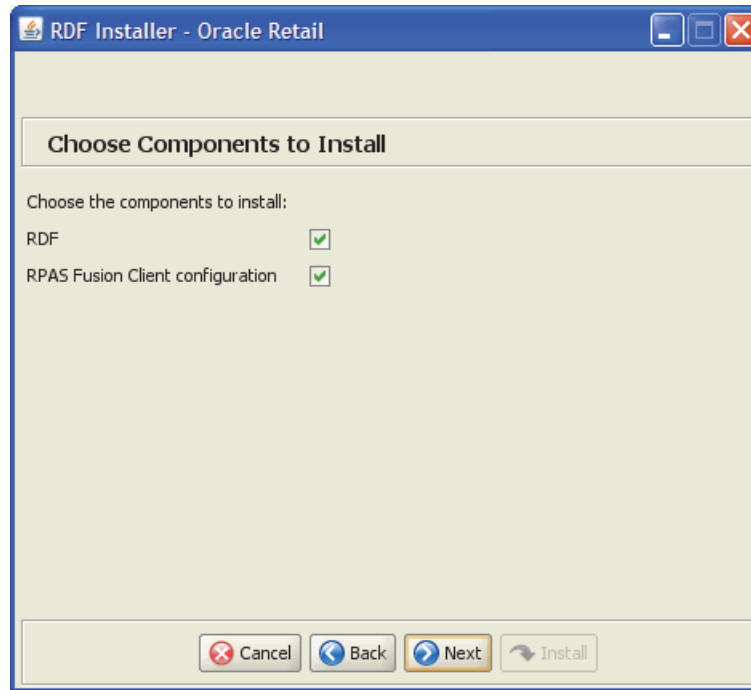 RDF Installer - Oracle Retail
Choose Components to Install
Choose the components to install:
RDF
RPAS Fusion Client configuration
Cancel Back Next Install